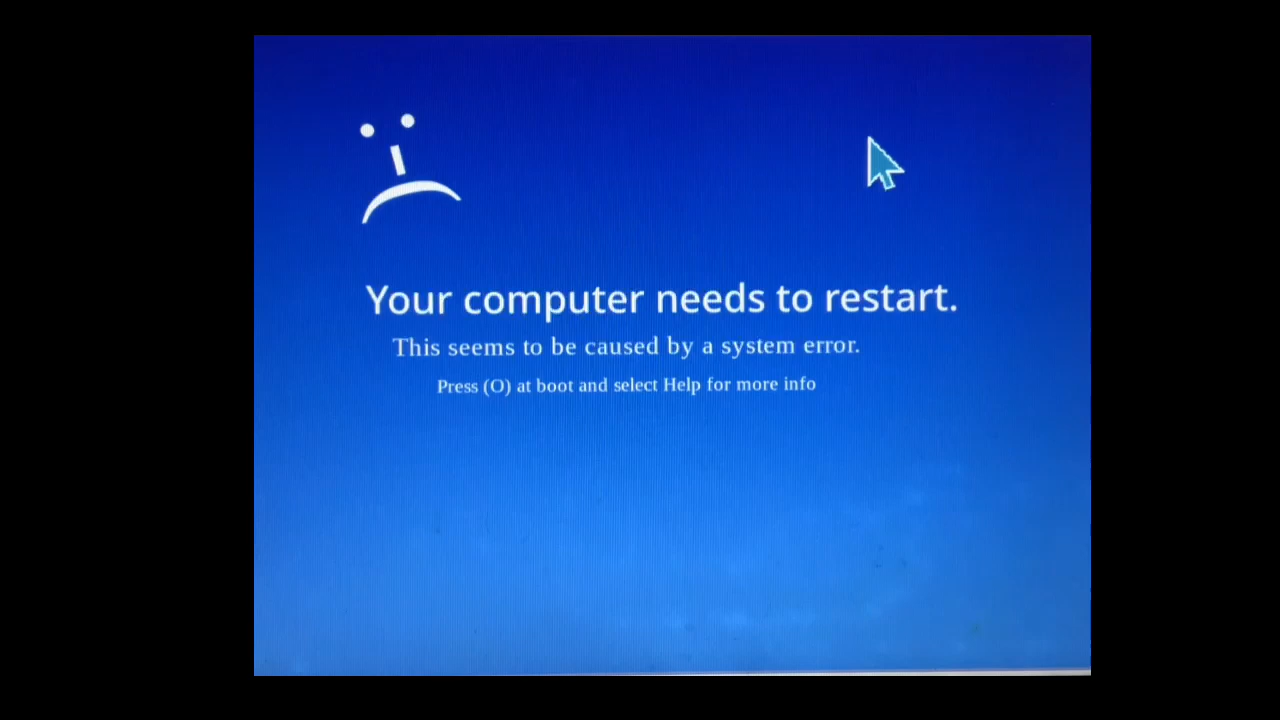 Your computer needs to restart.
This seems to be caused by a system error.
Press (O) at boot and select Help for more info